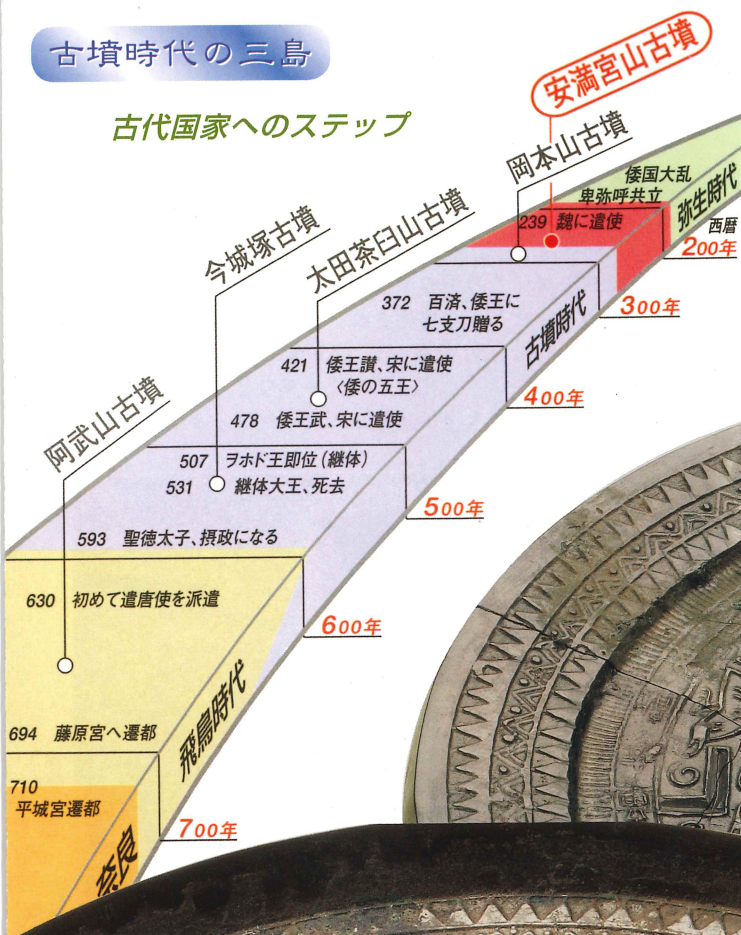 古墳時代の三島
古代国家へのステップ
安満宮山古墳
岡本山古墳
太田茶臼山古墳
今城塚古墳
阿武山古墳
倭国大乱
卑弥呼共立
弥生時代
西暦
200年
239 魏に遣使
300年
372 百済、倭王に
七支刀贈る
古墳時代
400年
421 倭王讃、宋に遣使
〈倭の五王〉
478 倭王武、宋に遣使
500年
507 ヲホド王即位(継体)
531 継体大王、死去
593 聖徳太子、摂政になる
600年
630 初めて遣唐使を派遣
飛鳥時代
694 藤原宮へ遷都
700年
710
平城宮遷都
奈良